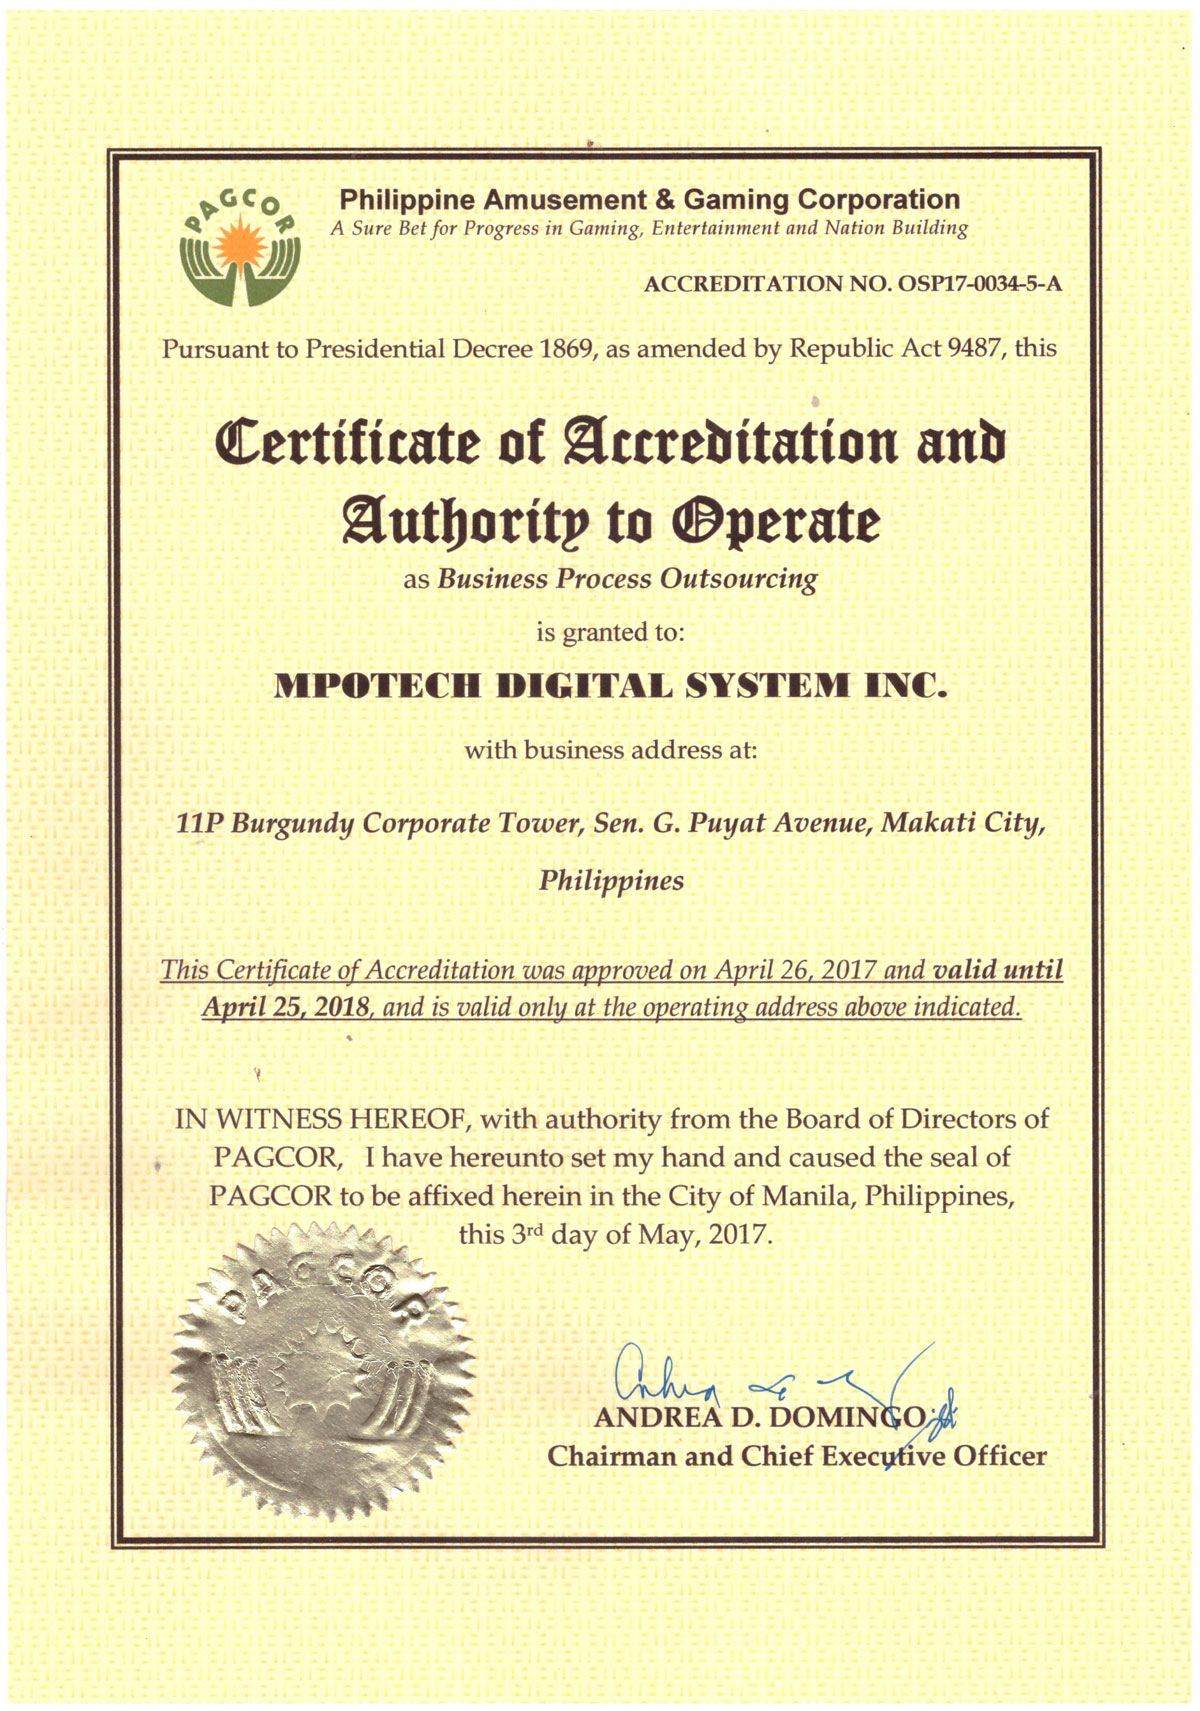 PAGCOR
Philippine Amusement & Gaming Corporation
A Sure Bet for Progress in Gaming, Entertainment and Nation Building
ACCREDITATION NO. OSP17-0034-5-A
Pursuant to Presidential Decree 1869, as amended by Republic Act 9487, this
Certificate of Accreditation and
Authority to Operate
as Business Process Outsourcing
is granted to:
MPOTECH DIGITAL SYSTEM INC.
with business address at:
11P Burgundy Corporate Tower, Sen. G. Puyat Avenue, Makati City,
Philippines
This Certificate of Accreditation was approved on April 26, 2017 and valid until
April 25, 2018, and is valid only at the operating address above indicated.
IN WITNESS HEREOF, with authority from the Board of Directors of
PAGCOR, I have hereunto set my hand and caused the seal of
PAGCOR to be affixed herein in the City of Manila, Philippines,
this 3rd day of May, 2017.
PAGCOR
ANDREA D. DOMINGO
Chairman and Chief Executive Officer